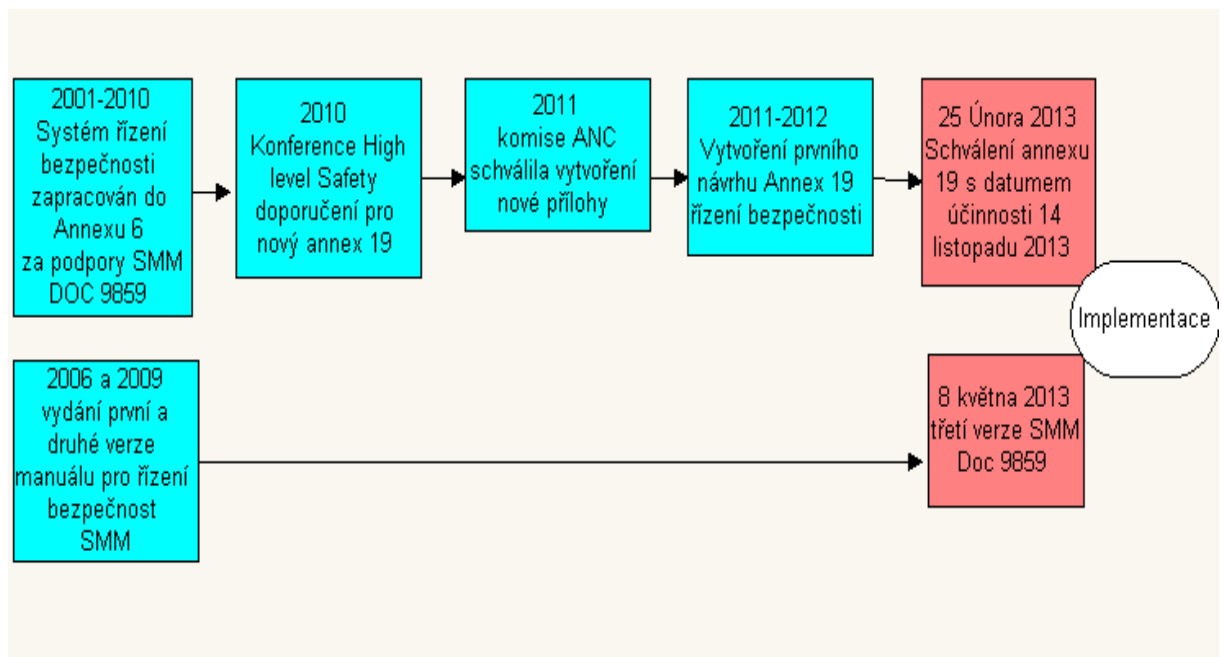 2001-2010
Systém řízení
bezpečnosti
zapracován do
Annexu 6
za podpory SMM
DOC 9859
2010
Konference High
level Safety
doporučení pro
nový annex 19
2011
komise ANC
schválila vytvoření
nové přílohy
2011-2012
Vytvoření prvního
návrhu Annex 19
řízení bezpečnosti
25 Února 2013
Schválení annexu
19 s datumem
účinnosti 14
listopadu 2013
Implementace
2006 a 2009
vydání první a
druhé verze
manuálu pro řízení
bezpečnost
SMM
8 května 2013
třetí verze SMM
Doc 9859